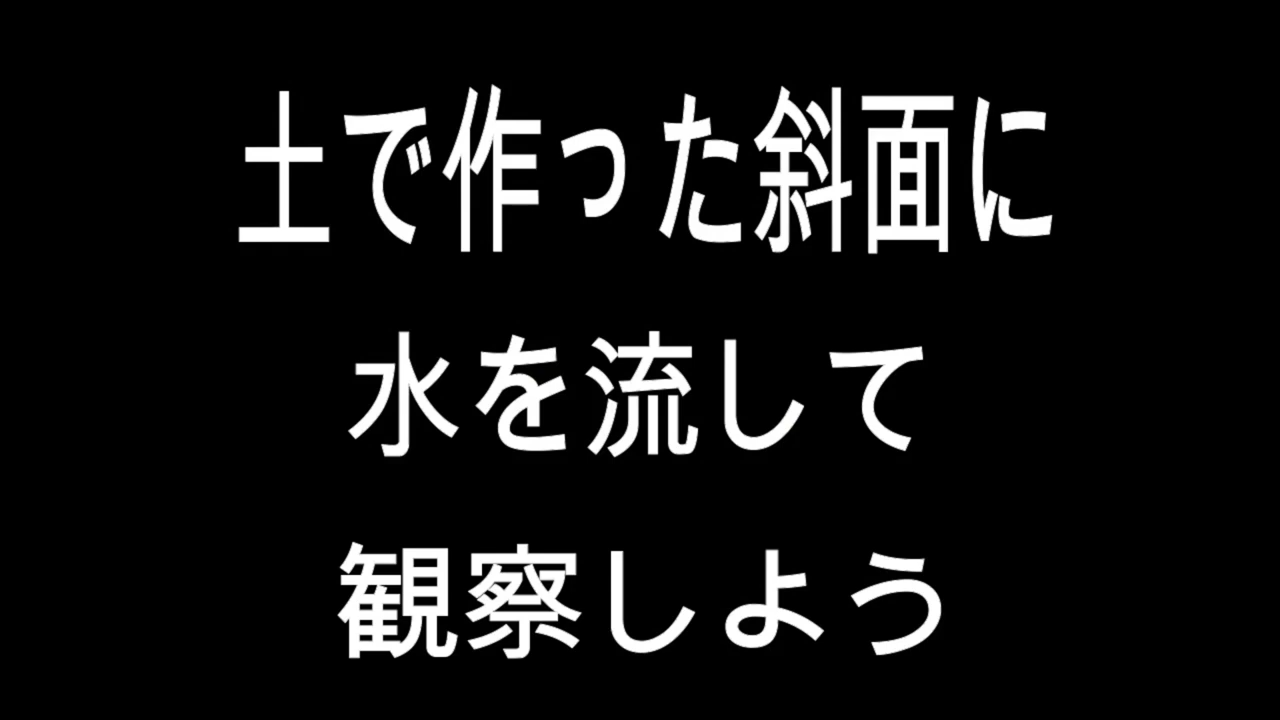 土で作った斜面に
水を流して
観察しよう